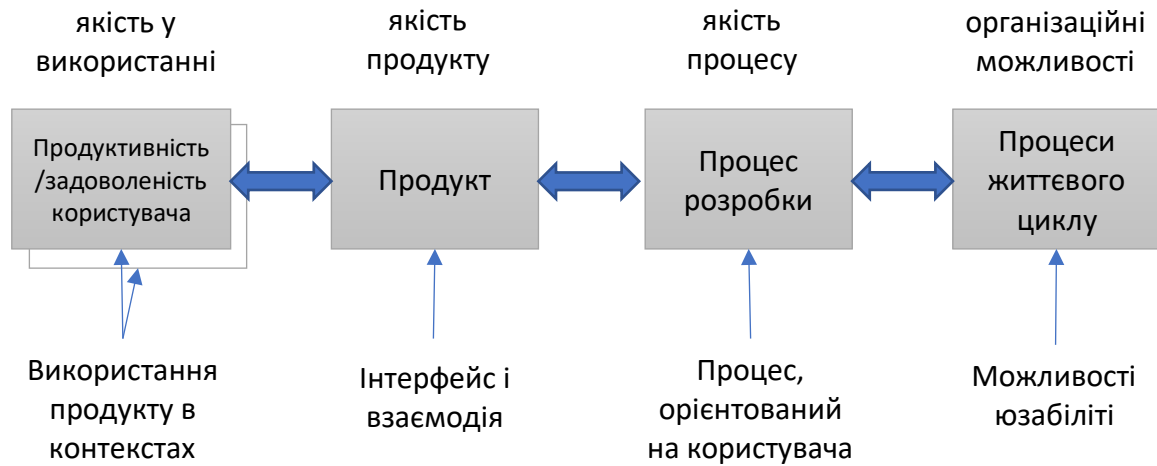 якість у
використанні
якість
продукту
якість
процесу
організаційні
можливості
Продуктивність
/задоволеність
користувача
Продукт
Процес
розробки
Процеси
життєвого
циклу
Використання
продукту в
контекстах
Інтерфейс і
взаємодія
Процес,
орієнтований
на користувача
Можливості
юзабіліті